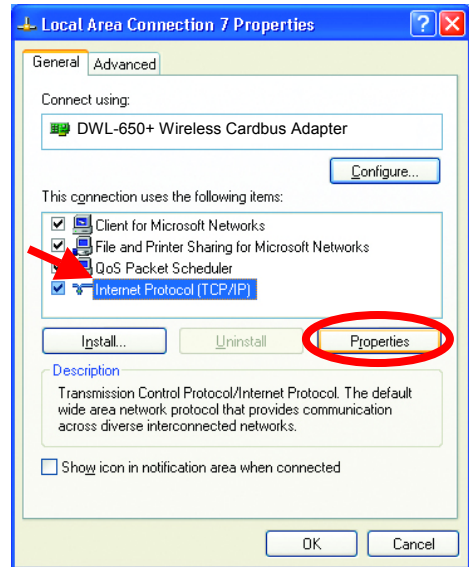 Local Area Connection 7 Properties
General
Advanced
Connect using:
DWL-650+ Wireless Cardbus Adapter
Configure...
This connection uses the following items:
Client for Microsoft Networks
File and Printer Sharing for Microsoft Networks
QoS Packet Scheduler
Internet Protocol (TCP/IP)
Install...
Uninstall
Properties
Description
Transmission Control Protocol/Internet Protocol. The default
wide area network protocol that provides communication
across diverse interconnected networks.
Show icon in notification area when connected
OK
Cancel